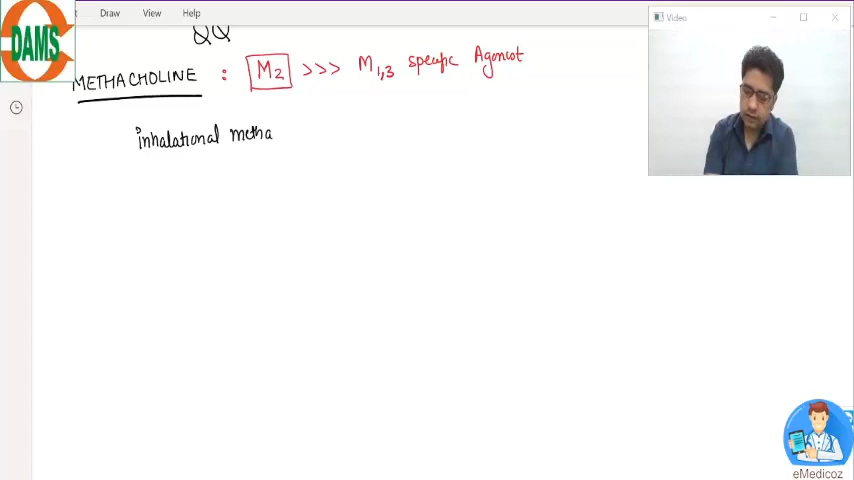 DAMS
Draw View Help
Video
QQ
METHACHOLINE : M2 >>> M1,3 specific Agonist
inhalational metha
eMedicoz